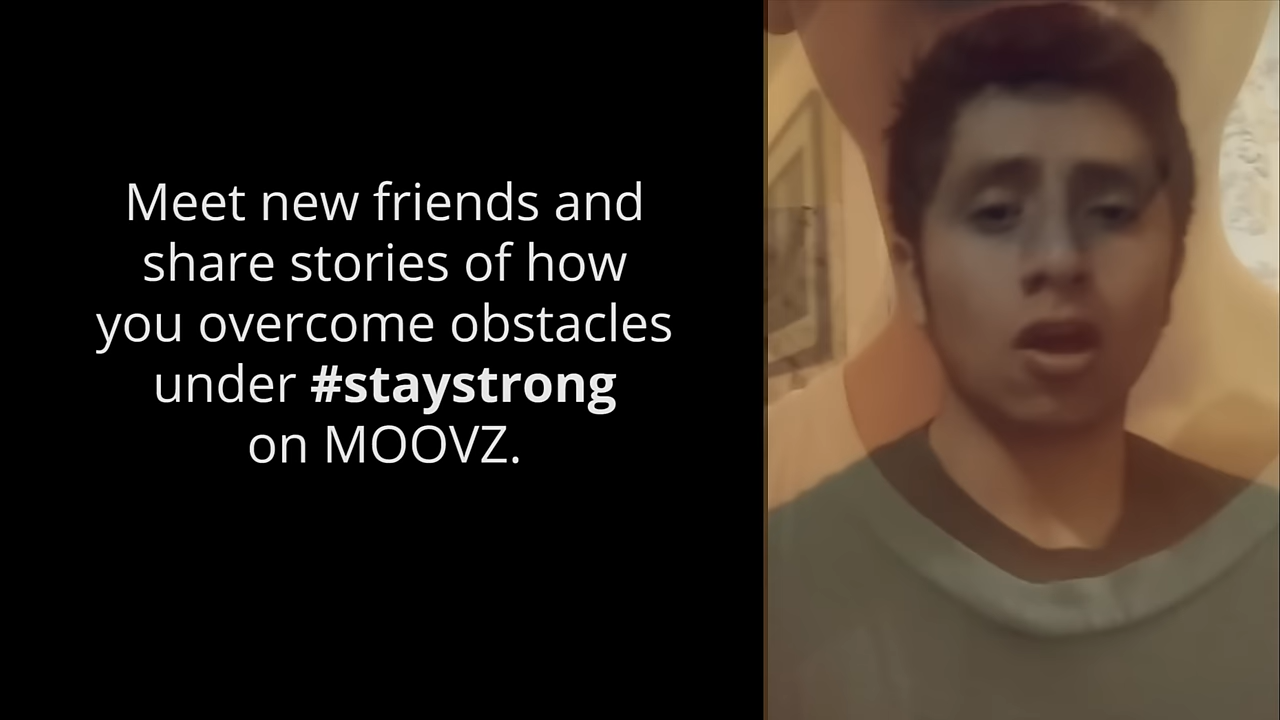 Meet new friends and
share stories of how
you overcome obstacles
under #staystrong
on MOOVZ.